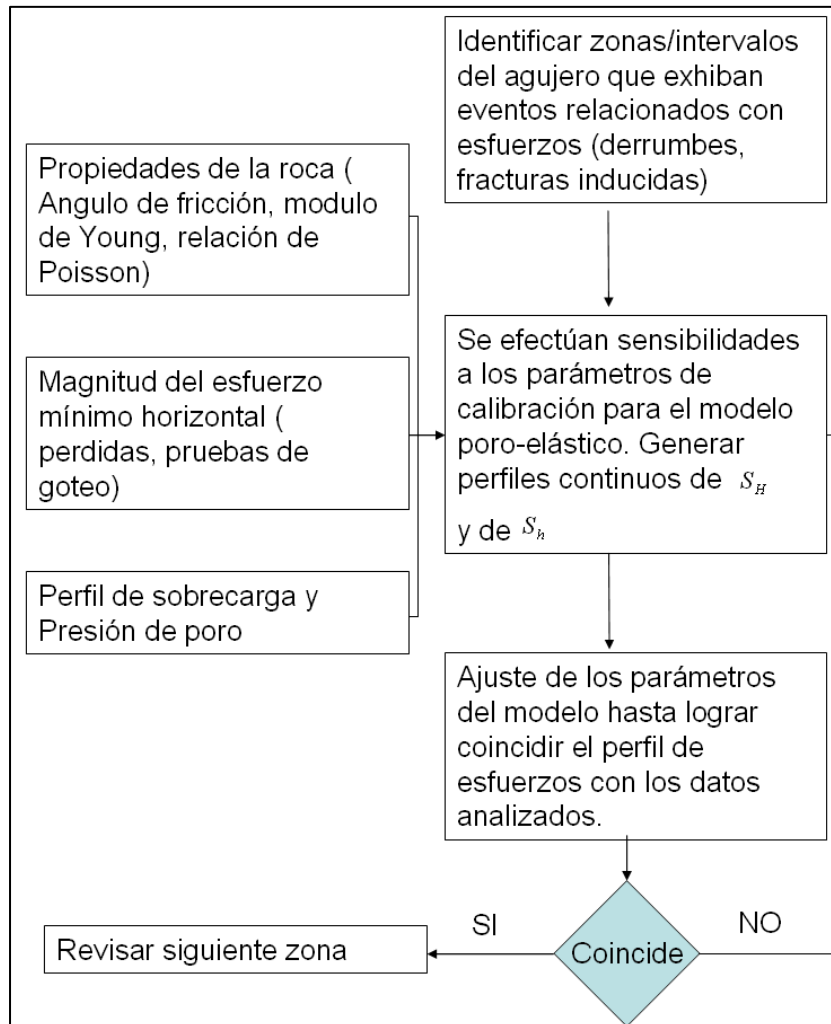 Identificar zonas/intervalos
del agujero que exhiban
eventos relacionados con
esfuerzos (derrumbes,
fracturas inducidas)
Propiedades de la roca (
Angulo de fricción, modulo
de Young, relación de
Poisson)
Magnitud del esfuerzo
mínimo horizontal (
perdidas, pruebas de
goteo)
Perfil de sobrecarga y
Presión de poro
Se efectúan sensibilidades
a los parámetros de
calibración para el modelo
poro-elástico. Generar
perfiles continuos de S_H
y de S_h
Ajuste de los parámetros
del modelo hasta lograr
coincidir el perfil de
esfuerzos con los datos
analizados.
Coincide
SI
NO
Revisar siguiente zona